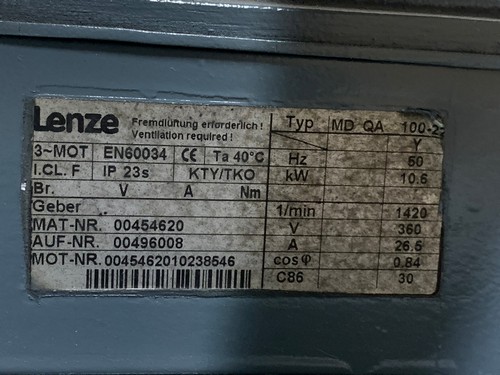 Lenze Fremdlüftung erforderlich !
Ventilation required !
3~MOT EN60034 CE Ta 40°C
I.CL. F IP 23s KTY/TKO
Br. V A Nm
Geber
MAT-NR. 00454620
AUF-NR. 00496008
MOT-NR. 0045462010238546
Typ MD QA 100-2
Y
Hz 50
kW 10.6
1/min 1420
V 360
A 26.5
cosφ 0.84
C86 30